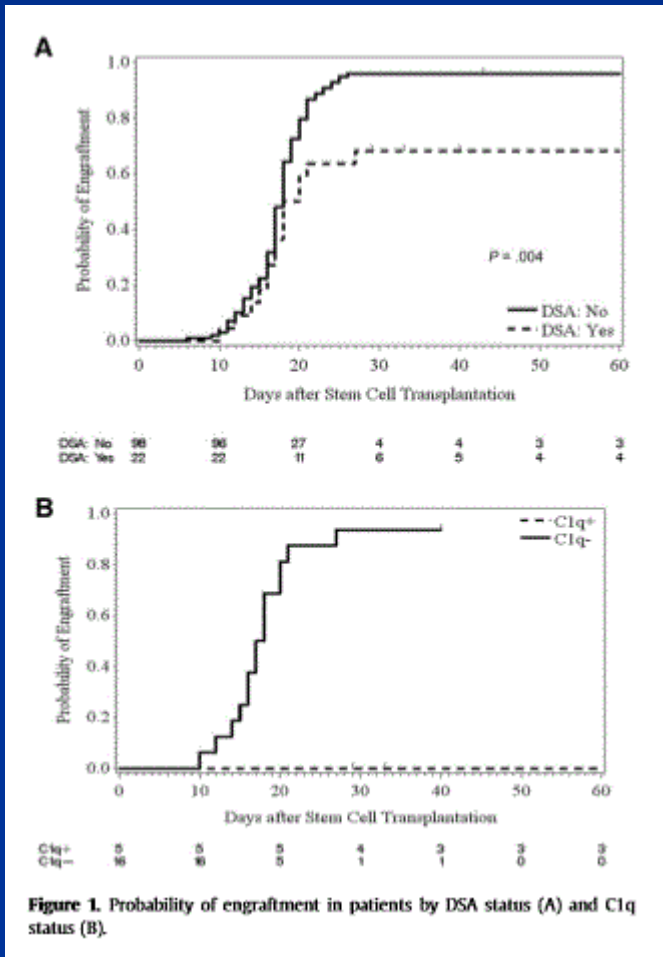 A
1.0
0.8
0.6
0.4
0.2
0.0
Probability of Engraftment
P = .004
DSA: No
DSA: Yes
0 10 20 30 40 50 60
Days after Stem Cell Transplantation
DSA: No 98 96 27 4 4 3 3
DSA: Yes 22 22 11 6 5 4 4
B
1.0
0.8
0.6
0.4
0.2
0.0
Probability of Engraftment
C1q+
C1q-
0 10 20 30 40 50 60
Days after Stem Cell Transplantation
C1q+ 5 5 5 4 3 3 3
C1q— 16 16 5 1 1 0 0
Figure 1. Probability of engraftment in patients by DSA status (A) and C1q
status (B).